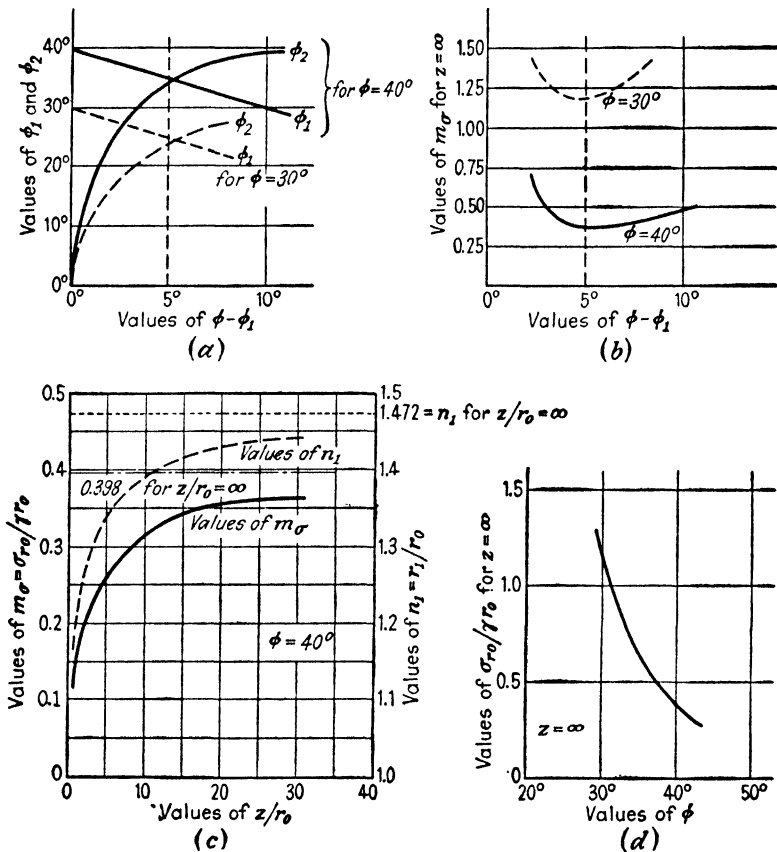 Values of ϕ₁ and ϕ₂
40°
30°
20°
10°
0°
ϕ₂
for ϕ=40°
ϕ₁
ϕ₂
ϕ₁
for ϕ=30°
0° 5° 10°
Values of ϕ-ϕ₁
(a)
Values of mσ for z=∞
1.50
1.25
1.00
0.75
0.50
0.25
ϕ=30°
ϕ=40°
0° 5° 10°
Values of ϕ-ϕ₁
(b)
Values of mσ=σr0/γr0
0.5
0.4
0.3
0.2
0.1
0
1.5
1.472=n₁ for z/r0=∞
Values of n₁
1.4
0.398 for z/r0=∞
Values of mσ
1.3
1.2
ϕ=40°
1.1
1.0
Values of n₁=r₁/r0
0 10 20 30 40
Values of z/r0
(c)
Values of σr0/γr0 for z=∞
1.5
1.0
0.5
0
z=∞
20° 30° 40° 50°
Values of ϕ
(d)